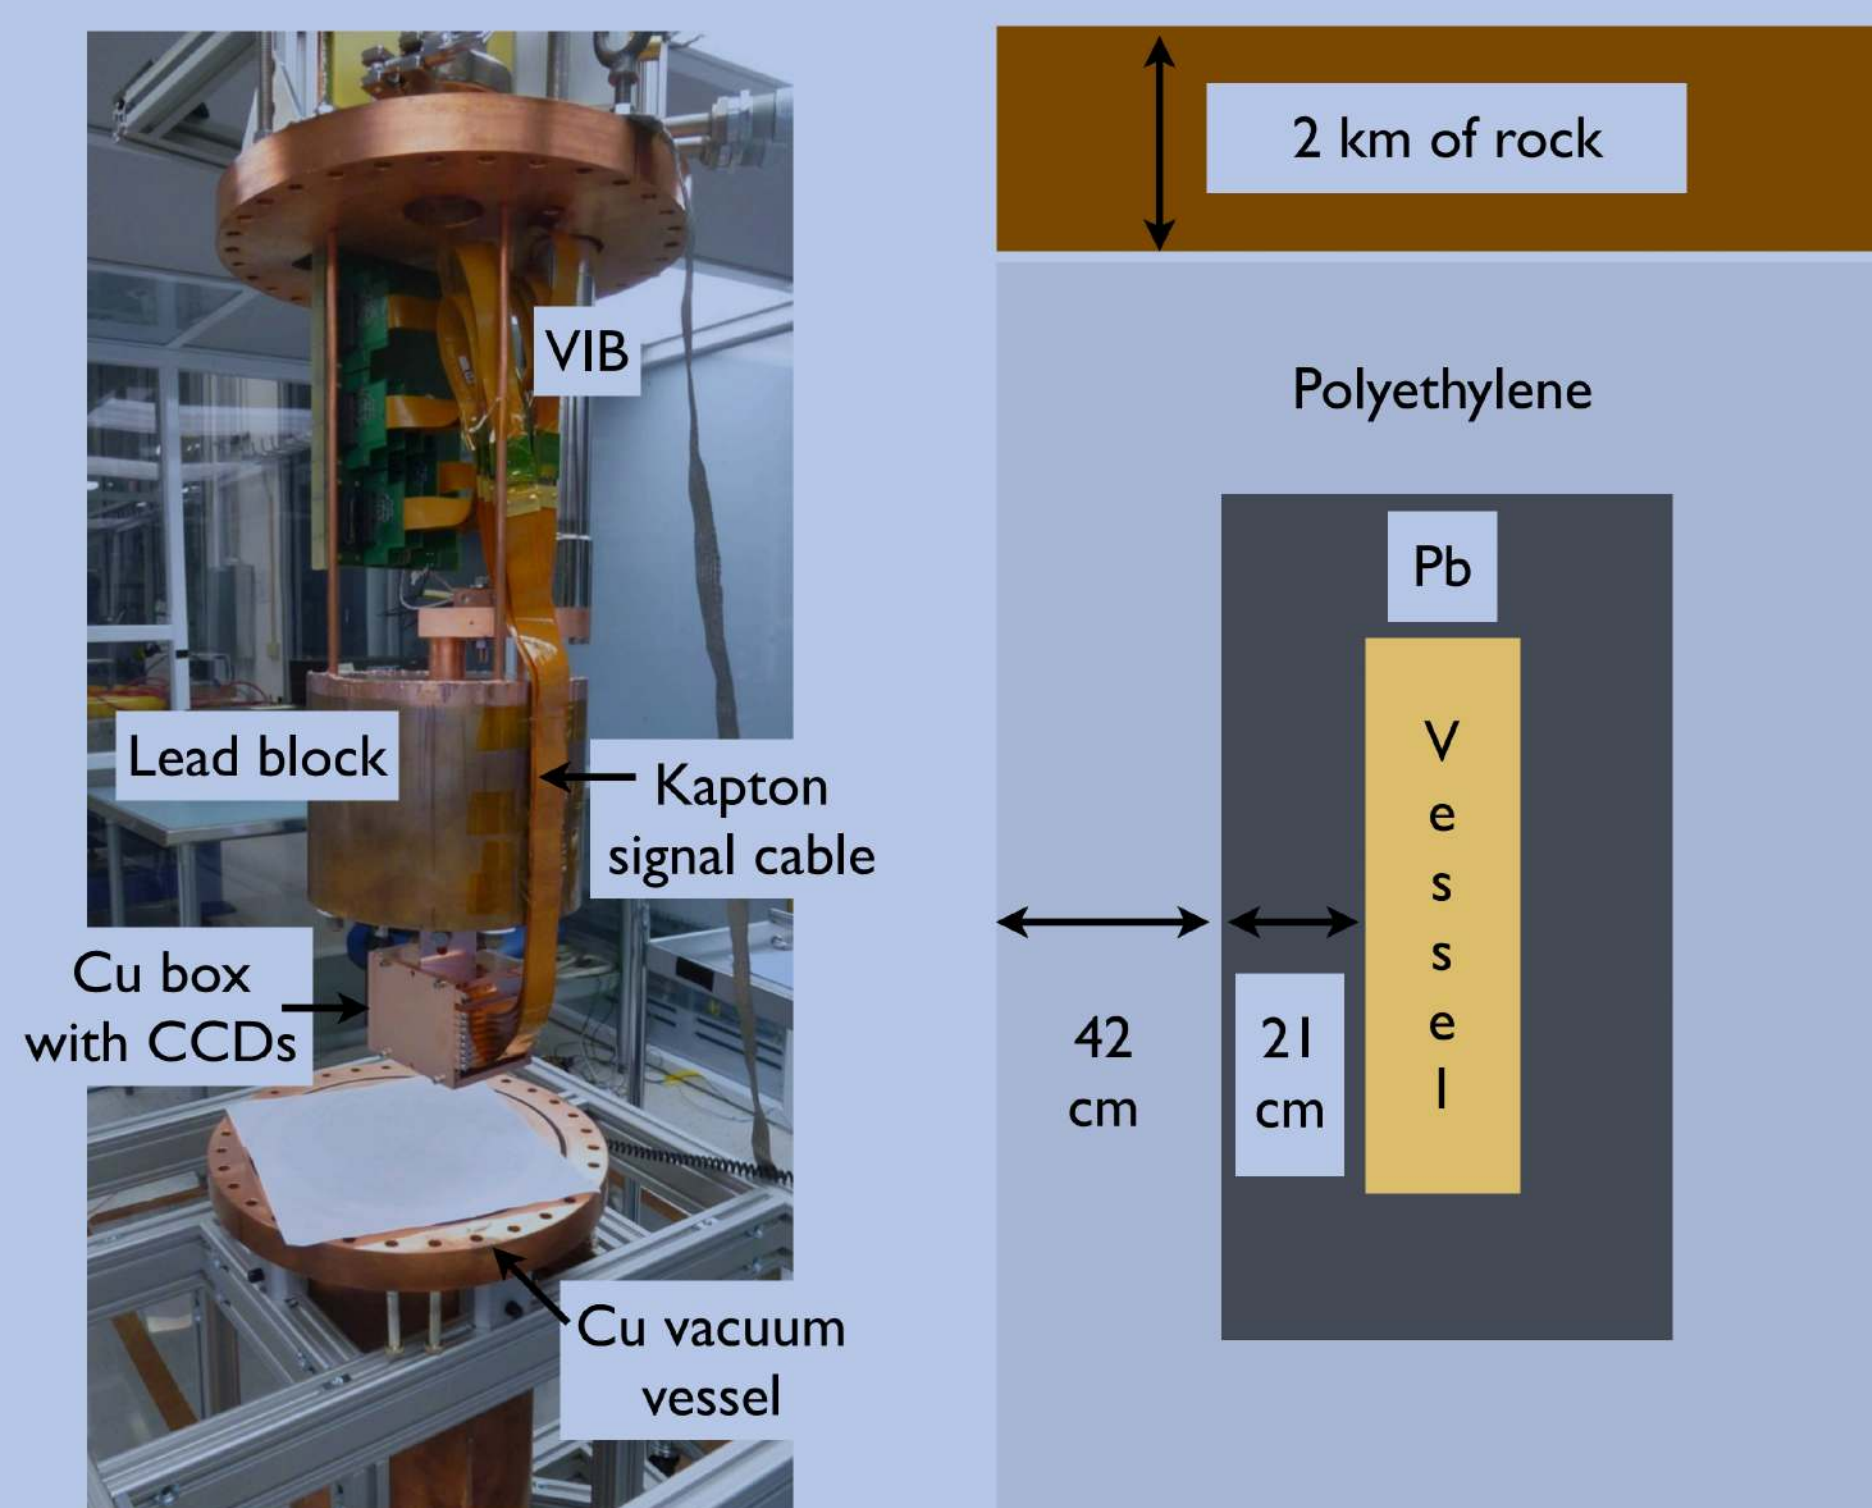 VIB
Lead block
Kapton
signal cable
Cu box
with CCDs
Cu vacuum
vessel
2 km of rock
Polyethylene
Pb
V
e
s
s
e
l
42
cm
21
cm